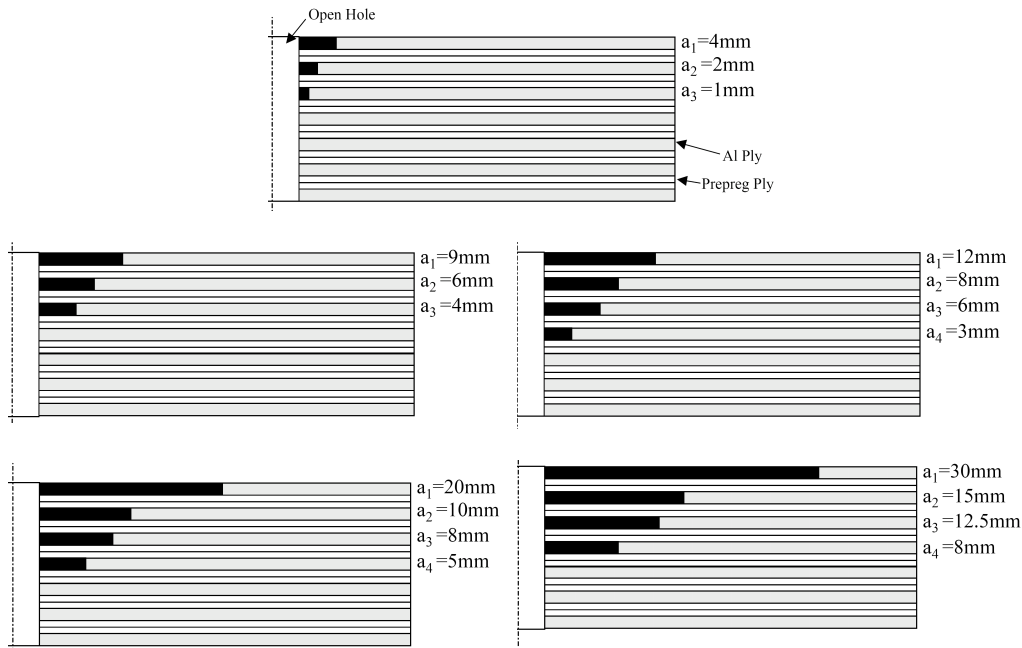 Open Hole
a1=4mm
a2=2mm
a3=1mm
Al Ply
Prepreg Ply
a1=9mm
a2=6mm
a3=4mm
a1=12mm
a2=8mm
a3=6mm
a4=3mm
a1=20mm
a2=10mm
a3=8mm
a4=5mm
a1=30mm
a2=15mm
a3=12.5mm
a4=8mm